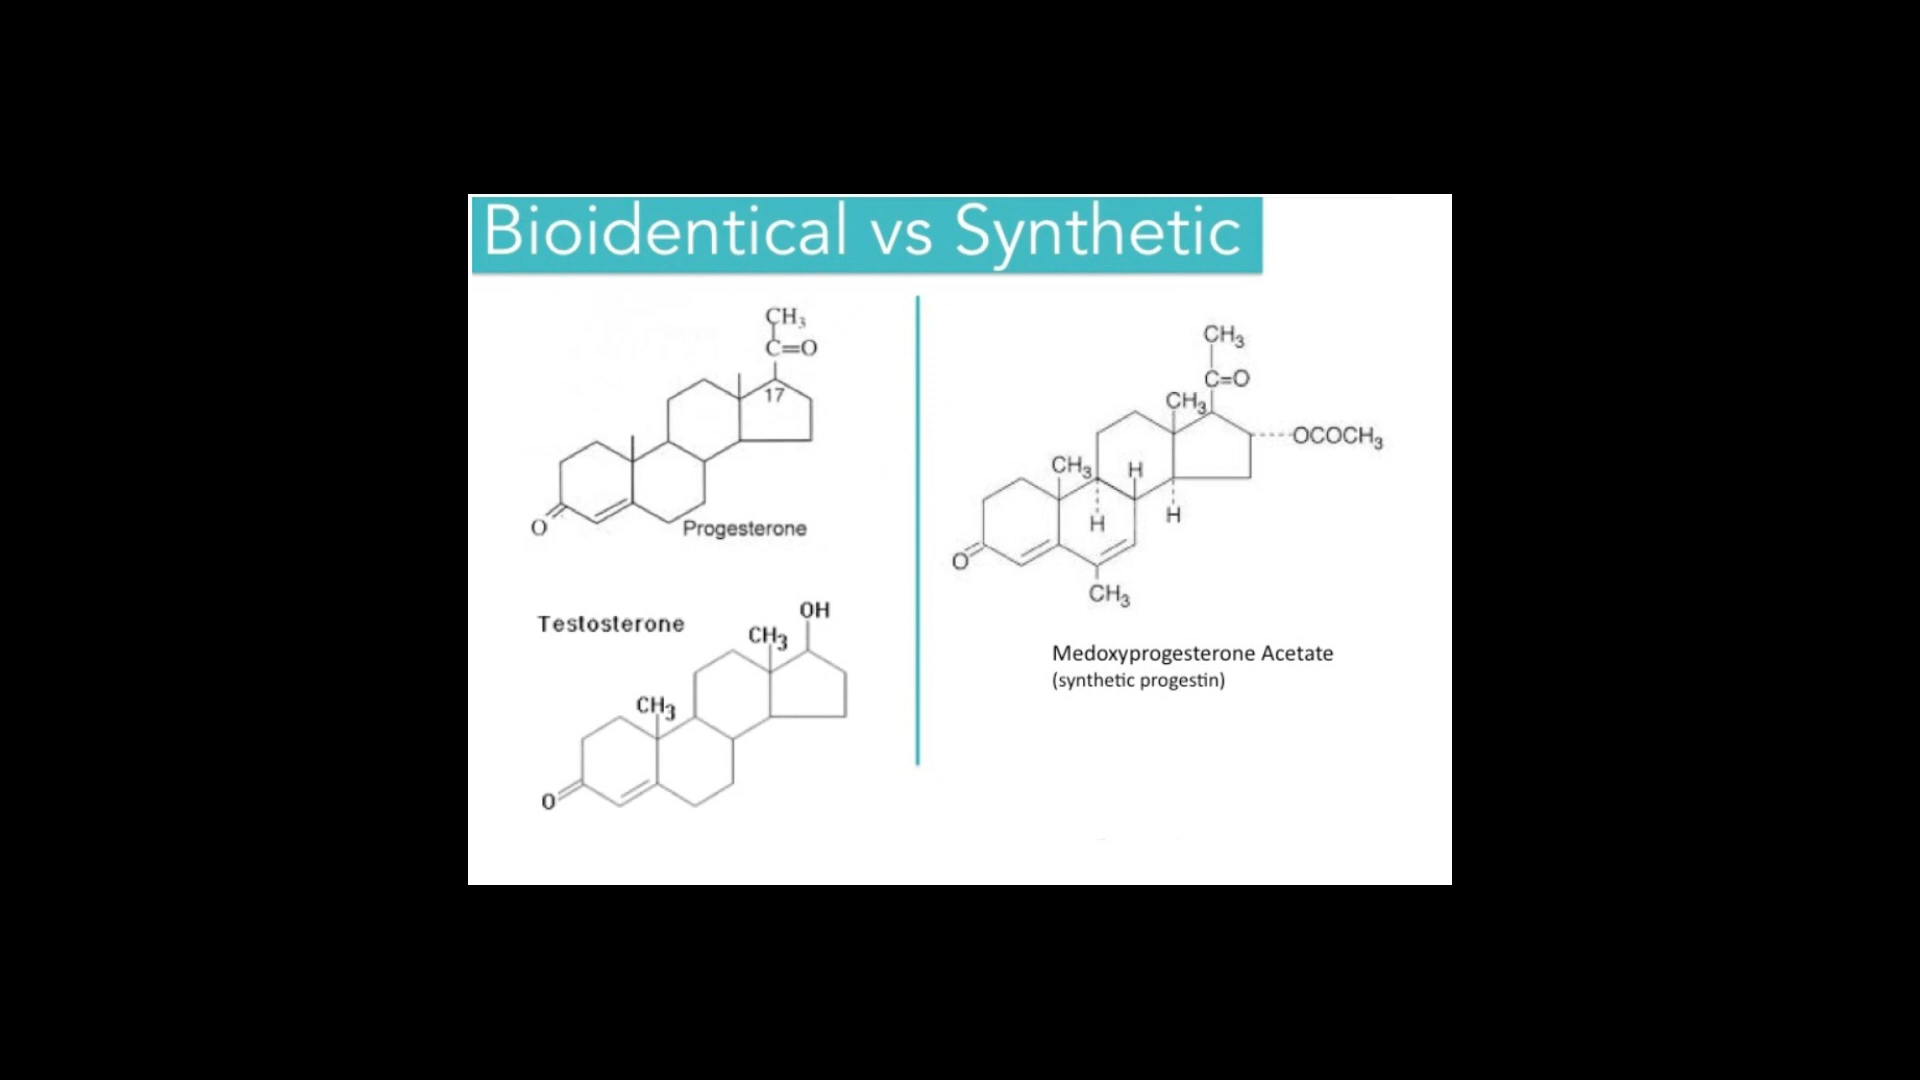 Bioidentical vs Synthetic
CH3
C=O
17
O
Progesterone
Testosterone
OH
CH3
CH3
O
CH3
C=O
CH3
OCOCH3
CH3
H
H
H
O
CH3
Medoxyprogesterone Acetate
(synthetic progestin)